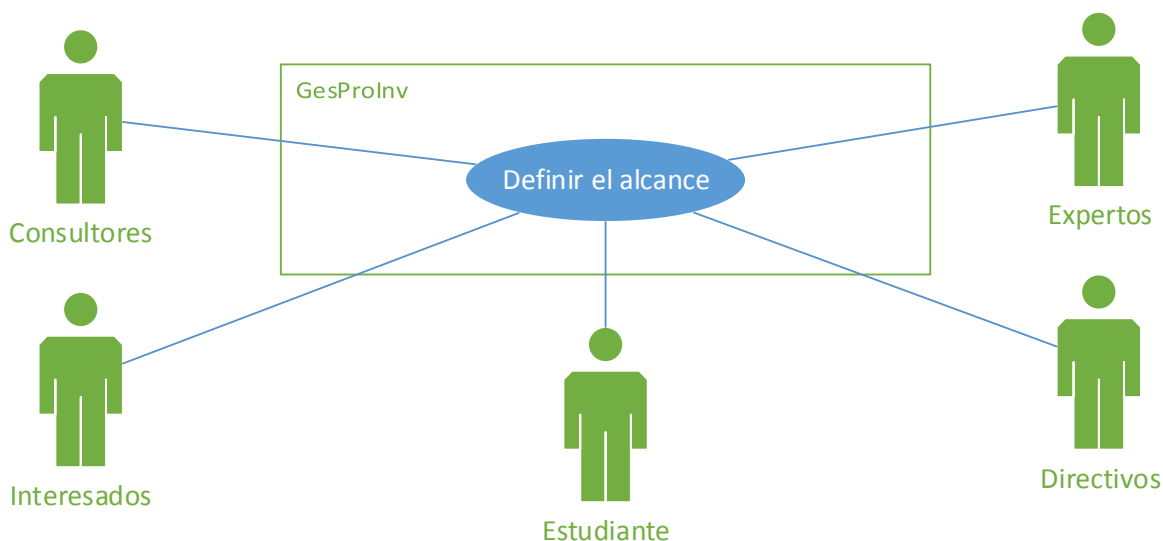 GesProInv
Definir el alcance
Consultores
Expertos
Interesados
Directivos
Estudiante